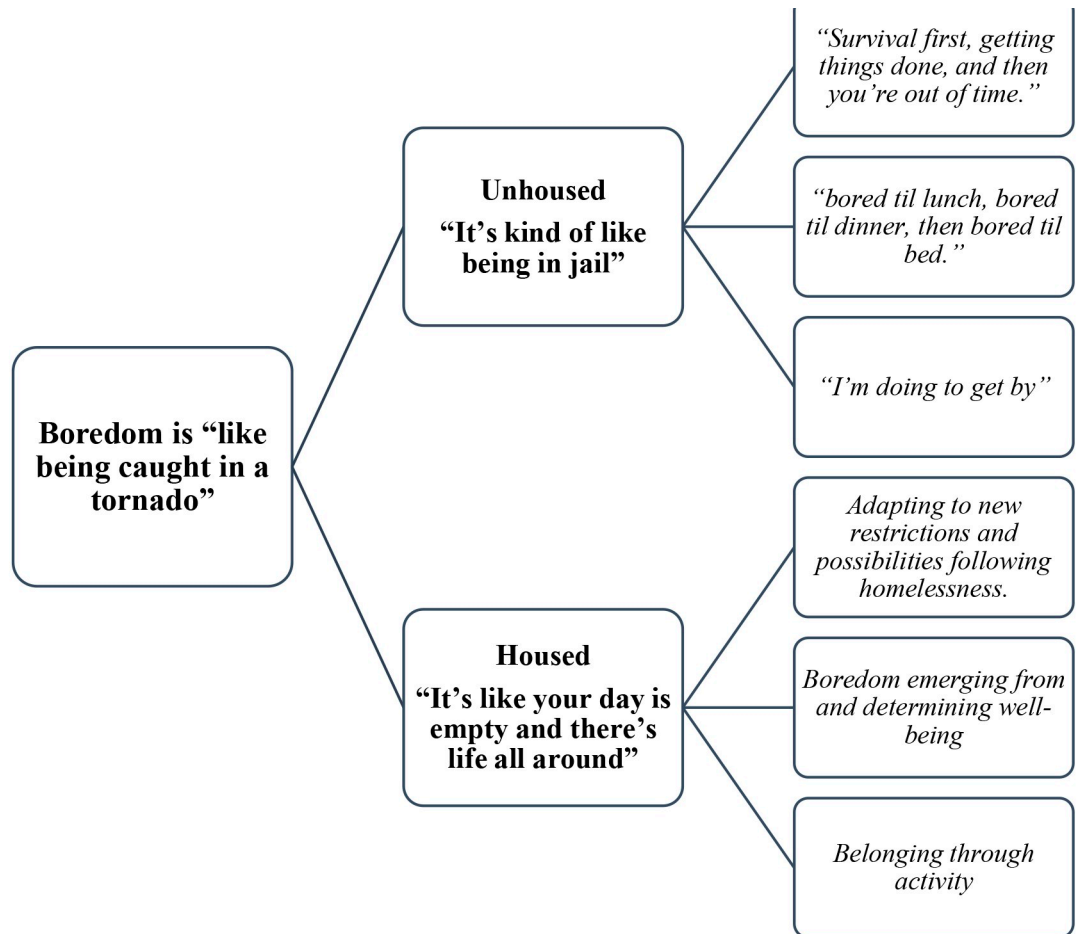 “Survival first, getting
things done, and then
you’re out of time.”
Unhoused
“It’s kind of like
being in jail”
“bored til lunch, bored
til dinner, then bored til
bed.”
“I’m doing to get by”
Boredom is “like
being caught in a
tornado”
Adapting to new
restrictions and
possibilities following
homelessness.
Housed
“It’s like your day is
empty and there’s
life all around”
Boredom emerging from
and determining well-
being
Belonging through
activity